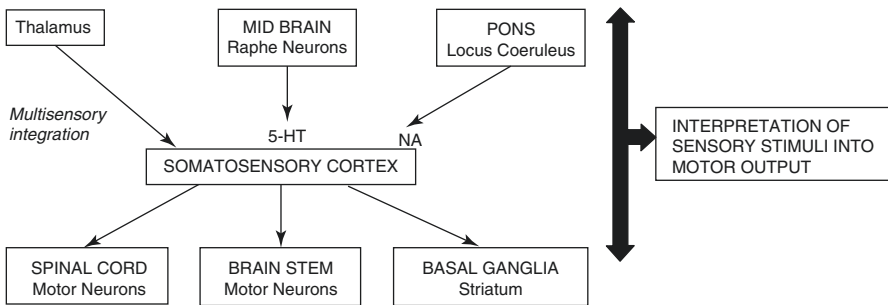 Thalamus
MID BRAIN
Raphe Neurons
PONS
Locus Coeruleus
Multisensory
integration
5-HT
NA
SOMATOSENSORY CORTEX
INTERPRETATION OF
SENSORY STIMULI INTO
MOTOR OUTPUT
SPINAL CORD
Motor Neurons
BRAIN STEM
Motor Neurons
BASAL GANGLIA
Striatum